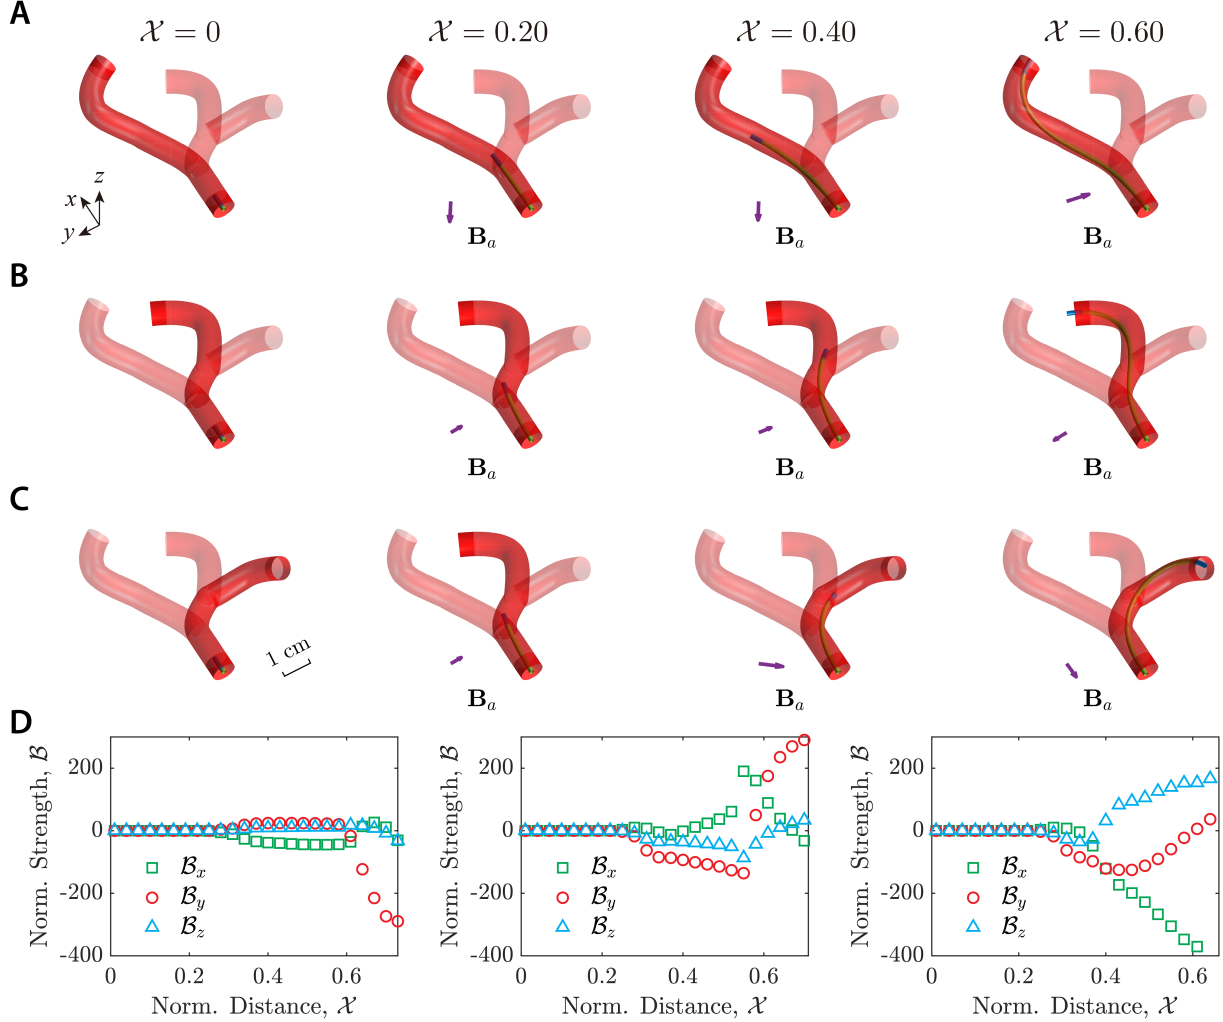 A
𝒳 = 0
𝒳 = 0.20
𝒳 = 0.40
𝒳 = 0.60
z
x
y
B_a
B_a
B_a
B
B_a
B_a
B_a
C
1 cm
B_a
B_a
B_a
D
Norm. Strength, ℬ
200
0
-200
-400
ℬ_x
ℬ_y
ℬ_z
0
0.2
0.4
0.6
Norm. Distance, 𝒳
Norm. Strength, ℬ
200
0
-200
-400
ℬ_x
ℬ_y
ℬ_z
0
0.2
0.4
0.6
Norm. Distance, 𝒳
Norm. Strength, ℬ
200
0
-200
-400
ℬ_x
ℬ_y
ℬ_z
0
0.2
0.4
0.6
Norm. Distance, 𝒳